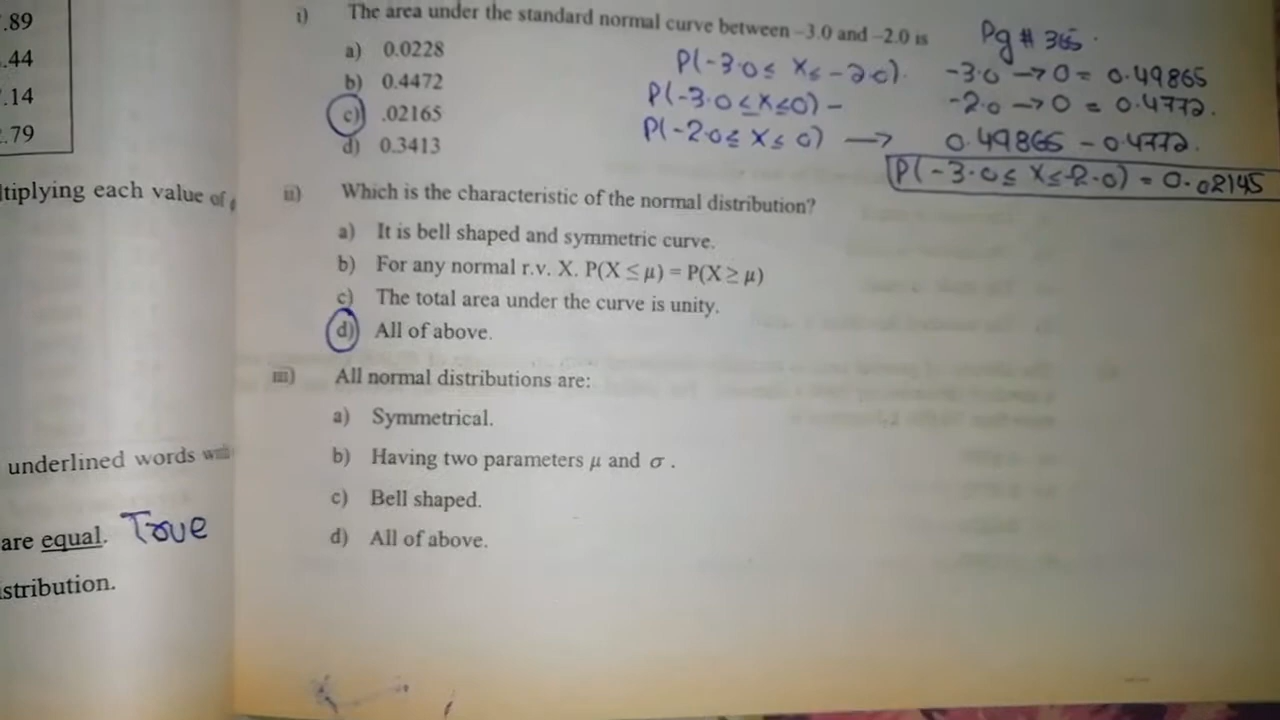 .89
.44
.14
.79
ltiplying each value of
underlined words
are equal. True
stribution.
i) The area under the standard normal curve between –3.0 and –2.0 is
a) 0.0228
b) 0.4472
c) .02165
d) 0.3413
Pg # 365.
P(-3.0≤ X≤ -2.0).
-3.0 → 0 = 0.49865
P(-3.0≤X≤0) -
-2.0 → 0 = 0.4772.
P(-2.0≤ X≤ 0) → 0.49865 - 0.4772.
P(-3.0≤ X≤-2.0) = 0.02145
ii) Which is the characteristic of the normal distribution?
a) It is bell shaped and symmetric curve.
b) For any normal r.v. X. P(X ≤ μ) = P(X ≥ μ)
c) The total area under the curve is unity.
d) All of above.
iii) All normal distributions are:
a) Symmetrical.
b) Having two parameters μ and σ .
c) Bell shaped.
d) All of above.